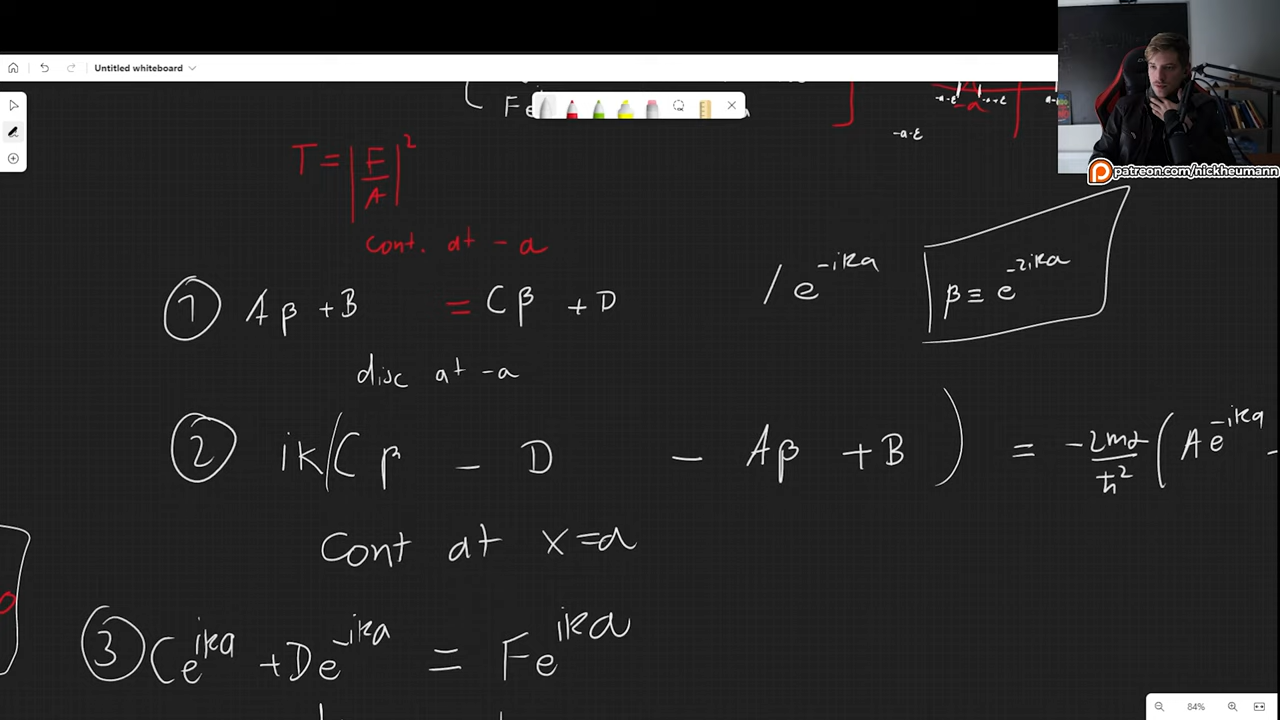 Untitled whiteboard
-a-ε -a+ε
-a
-a-ε
patreon.com/nickheumann
T = |F/A|²
cont. at -a
① Aβ + B = Cβ + D / e^{-ika} β ≡ e^{-2ika}
disc at -a
② ik(Cβ - D - Aβ + B) = -2mα/ħ² (A e^{-ika}
cont at x=a
③ Ce^{ika} + De^{-ika} = Fe^{ika}
84%